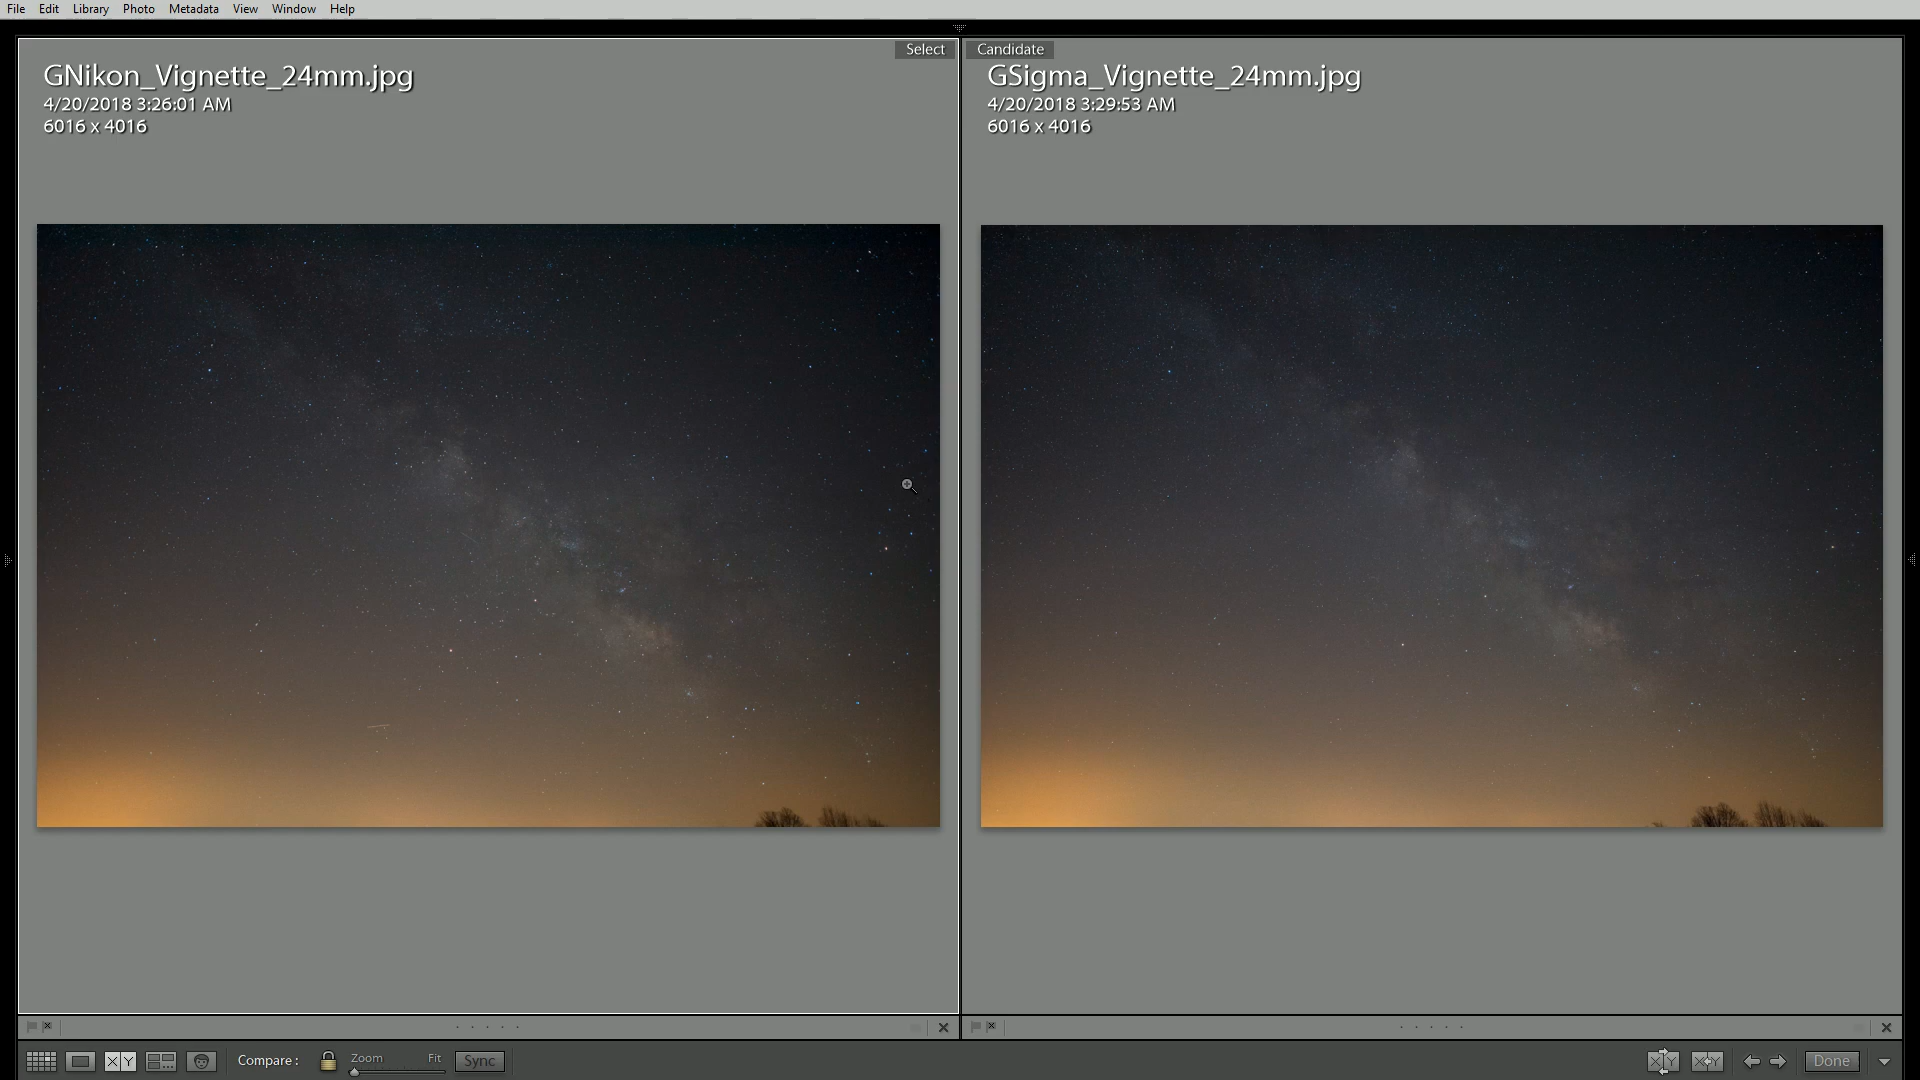 File Edit Library Photo Metadata View Window Help
Select
GNikon_Vignette_24mm.jpg
4/20/2018 3:26:01 AM
6016 x 4016
Candidate
GSigma_Vignette_24mm.jpg
4/20/2018 3:29:53 AM
6016 x 4016
X Y Compare : Zoom Fit Sync X Y X Y Done